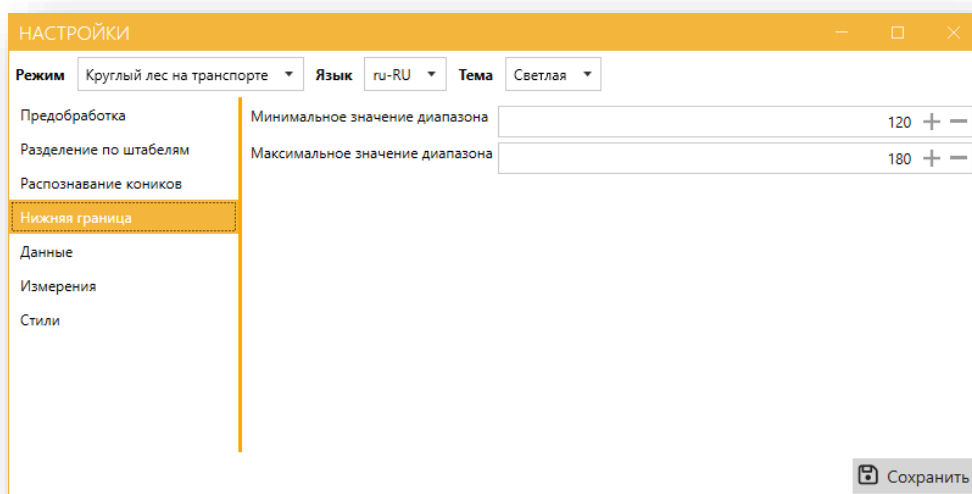 НАСТРОЙКИ
Режим Круглый лес на транспорте Язык ru-RU Тема Светлая
Предобработка
Разделение по штабелям
Распознавание коников
Нижняя граница
Данные
Измерения
Стили
Минимальное значение диапазона 120
Максимальное значение диапазона 180
Сохранить